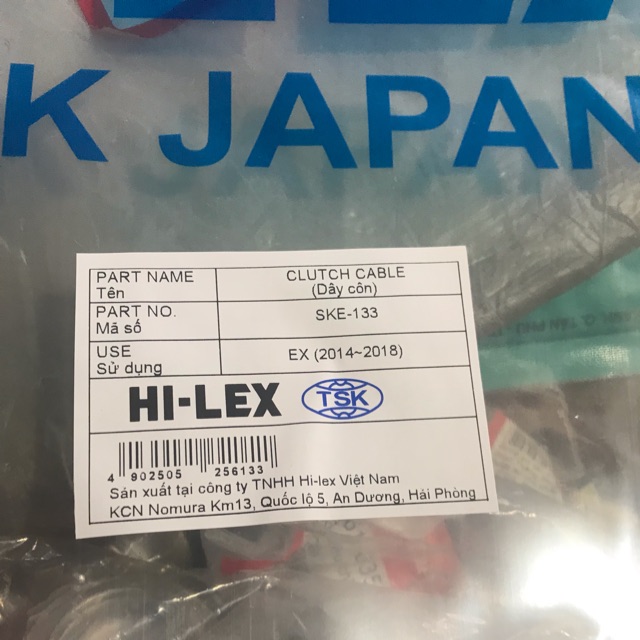 K JAPAN
PART NAME
Tên
CLUTCH CABLE
(Dây côn)
PART NO.
Mã số
SKE-133
USE
Sử dụng
EX (2014~2018)
HI-LEX TSK
4 902505 256133
Sản xuất tại công ty TNHH Hi-lex Việt Nam
KCN Nomura Km13, Quốc lộ 5, An Dương, Hải Phòng